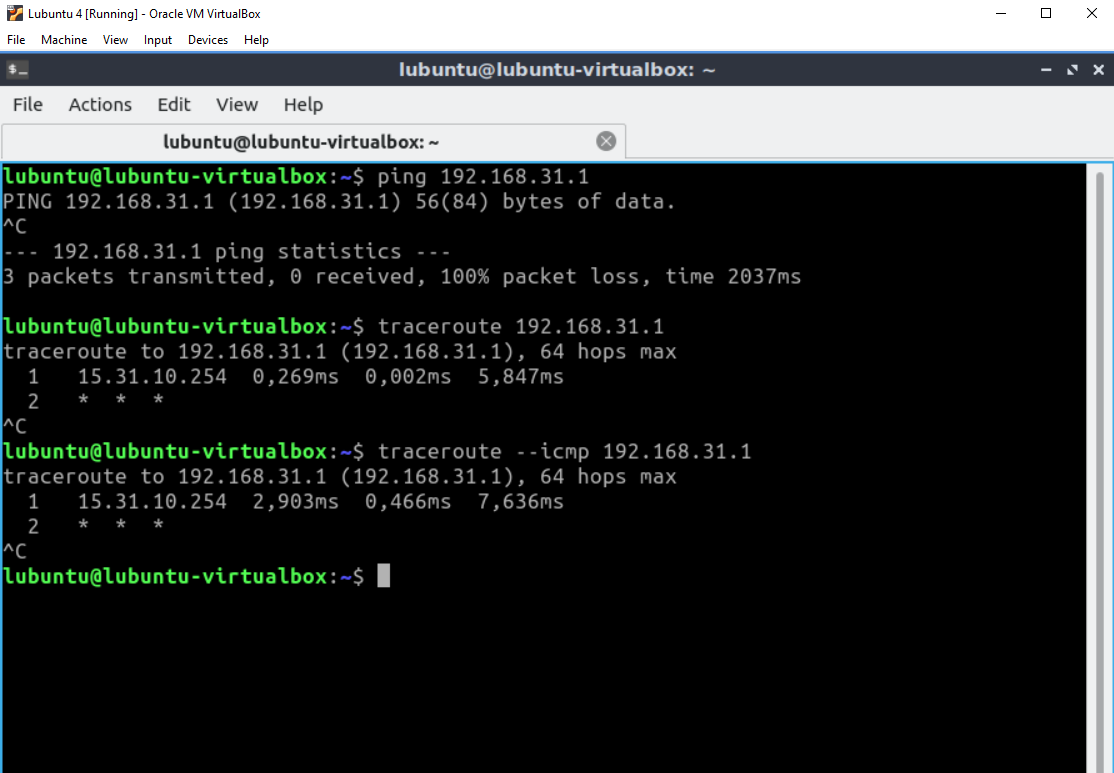 Lubuntu 4 [Running] - Oracle VM VirtualBox
File Machine View Input Devices Help
$_
lubuntu@lubuntu-virtualbox: ~
File Actions Edit View Help
lubuntu@lubuntu-virtualbox: ~
lubuntu@lubuntu-virtualbox:~$ ping 192.168.31.1
PING 192.168.31.1 (192.168.31.1) 56(84) bytes of data.
^C
--- 192.168.31.1 ping statistics ---
3 packets transmitted, 0 received, 100% packet loss, time 2037ms
lubuntu@lubuntu-virtualbox:~$ traceroute 192.168.31.1
traceroute to 192.168.31.1 (192.168.31.1), 64 hops max
  1   15.31.10.254  0,269ms  0,002ms  5,847ms
  2   *  *  *
^C
lubuntu@lubuntu-virtualbox:~$ traceroute --icmp 192.168.31.1
traceroute to 192.168.31.1 (192.168.31.1), 64 hops max
  1   15.31.10.254  2,903ms  0,466ms  7,636ms
  2   *  *  *
^C
lubuntu@lubuntu-virtualbox:~$